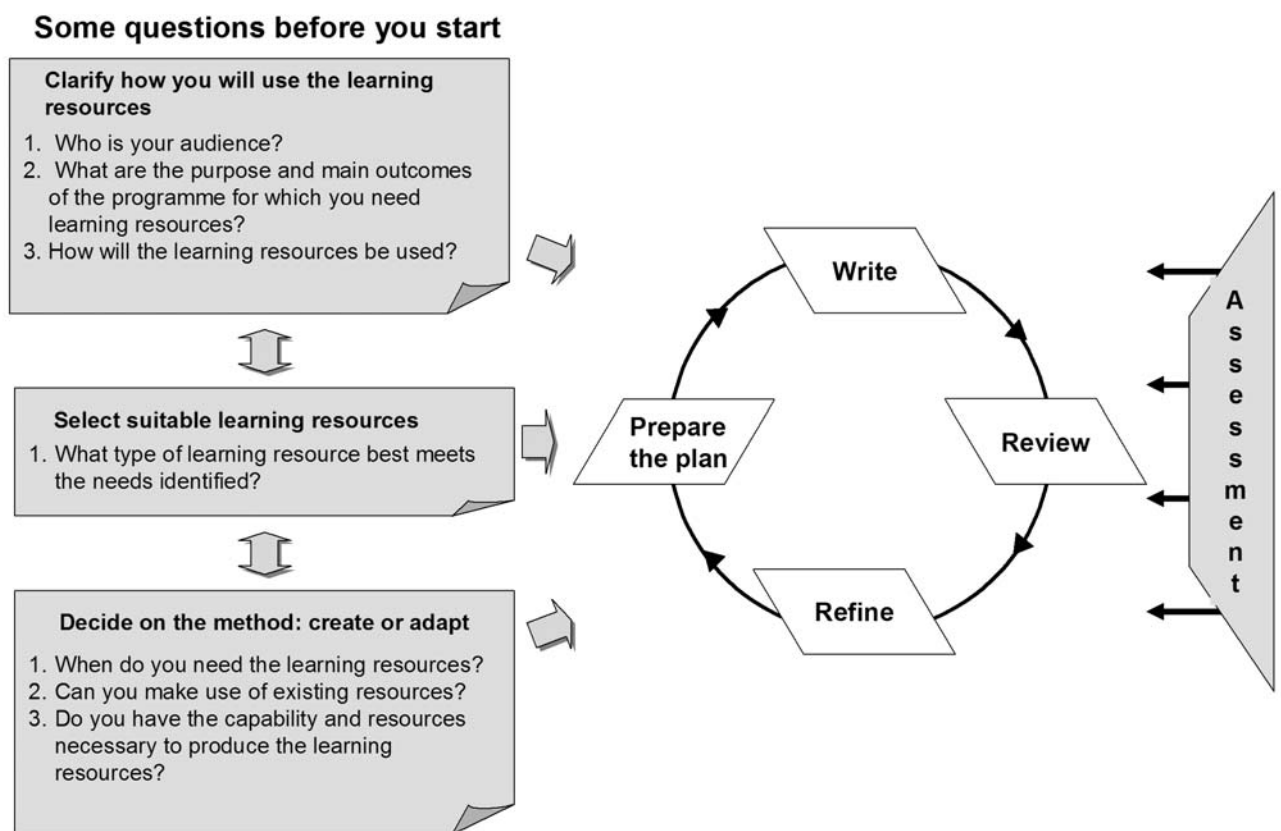 Some questions before you start
Clarify how you will use the learning
resources
1. Who is your audience?
2. What are the purpose and main outcomes
of the programme for which you need
learning resources?
3. How will the learning resources be used?
Select suitable learning resources
1. What type of learning resource best meets
the needs identified?
Decide on the method: create or adapt
1. When do you need the learning resources?
2. Can you make use of existing resources?
3. Do you have the capability and resources
necessary to produce the learning
resources?
Write
Prepare
the plan
Review
Refine
Assessment